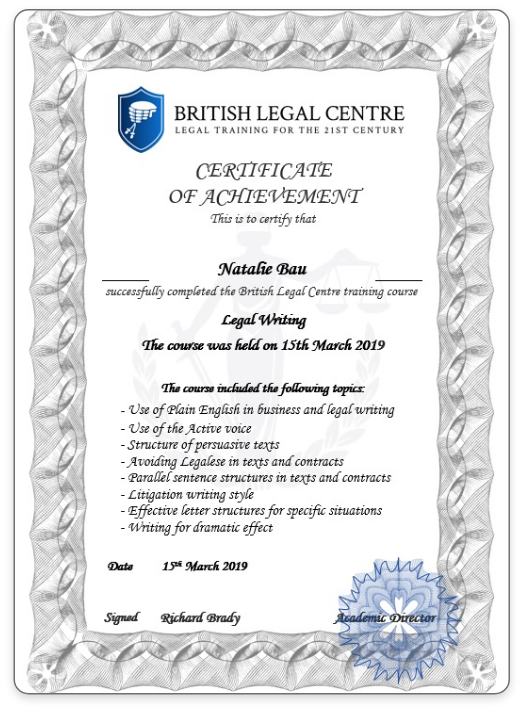 BRITISH LEGAL CENTRE
LEGAL TRAINING FOR THE 21ST CENTURY
CERTIFICATE
OF ACHIEVEMENT
This is to certify that
Natalie Bau
successfully completed the British Legal Centre training course
Legal Writing
The course was held on 15th March 2019
The course included the following topics:
- Use of Plain English in business and legal writing
- Use of the Active voice
- Structure of persuasive texts
- Avoiding Legalese in texts and contracts
- Parallel sentence structures in texts and contracts
- Litigation writing style
- Effective letter structures for specific situations
- Writing for dramatic effect
Date 15th March 2019
Signed Richard Brady Academic Director